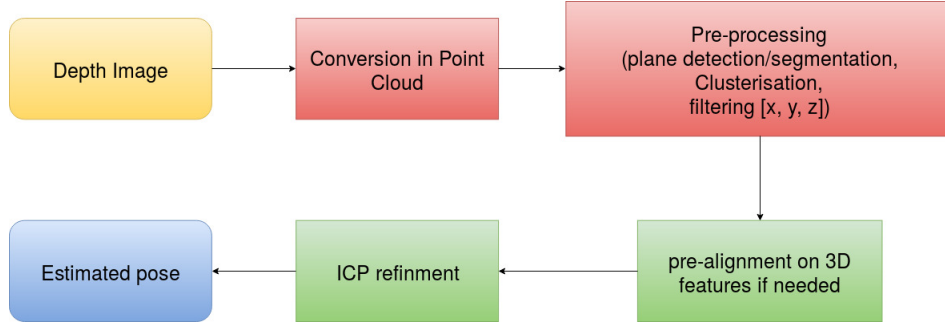 Depth Image
Conversion in Point
Cloud
Pre-processing
(plane detection/segmentation,
Clusterisation,
filtering [x, y, z])
Estimated pose
ICP refinment
pre-alignment on 3D
features if needed